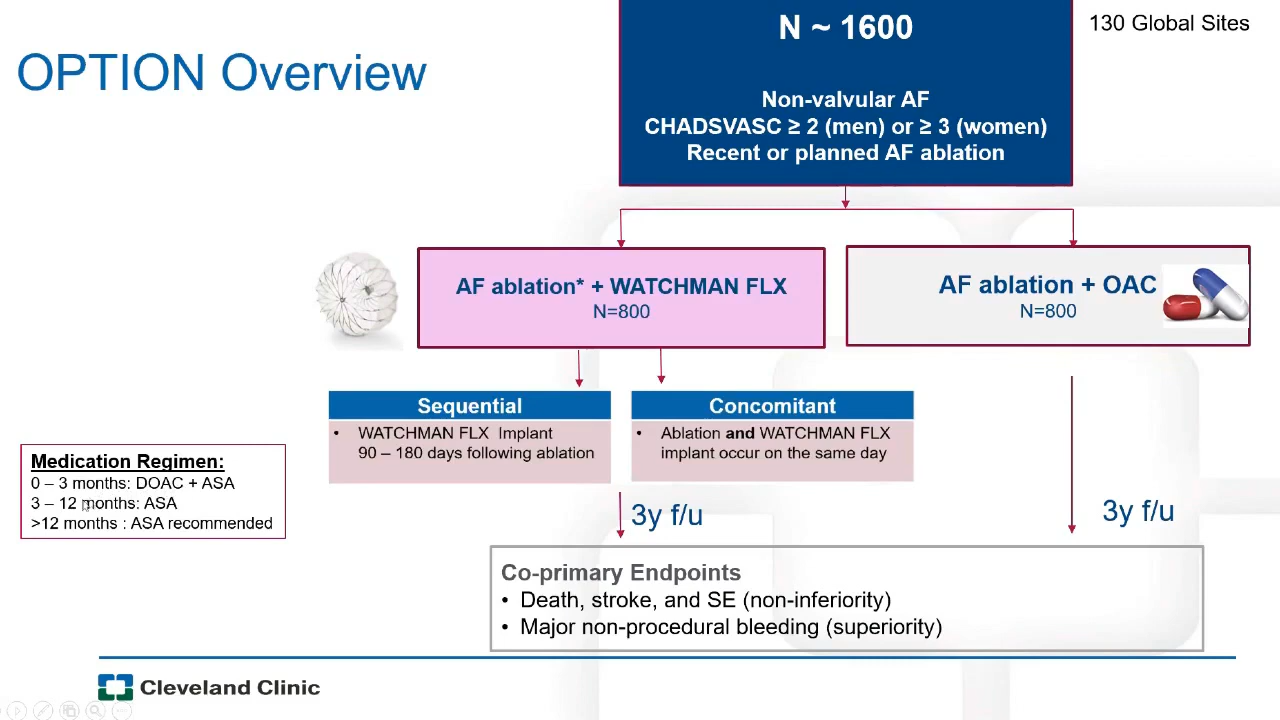 N ~ 1600
130 Global Sites
OPTION Overview
Non-valvular AF
CHADSVASC ≥ 2 (men) or ≥ 3 (women)
Recent or planned AF ablation
AF ablation* + WATCHMAN FLX
N=800
AF ablation + OAC
N=800
Sequential
• WATCHMAN FLX Implant
90 – 180 days following ablation
Concomitant
• Ablation and WATCHMAN FLX
implant occur on the same day
Medication Regimen:
0 – 3 months: DOAC + ASA
3 – 12 months: ASA
>12 months : ASA recommended
3y f/u
3y f/u
Co-primary Endpoints
• Death, stroke, and SE (non-inferiority)
• Major non-procedural bleeding (superiority)
Cleveland Clinic